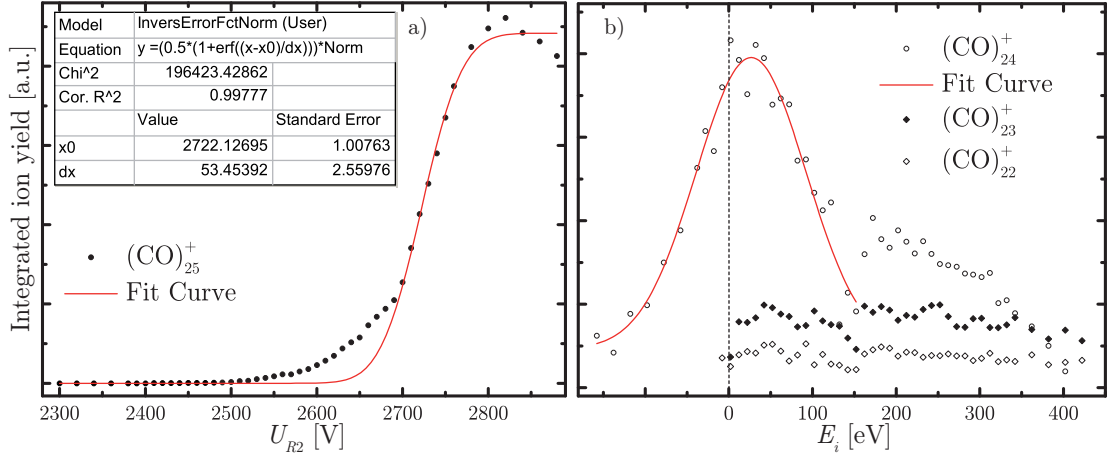 Integrated ion yield [a.u.]
Model InversErrorFctNorm (User)
Equation y =(0.5*(1+erf((x-x0)/dx)))*Norm
Chi^2 196423.42862
Cor. R^2 0.99777
Value Standard Error
x0 2722.12695 1.00763
dx 53.45392 2.55976
a)
(CO)₂₅⁺
Fit Curve
2300 2400 2500 2600 2700 2800
U_R2 [V]
b)
(CO)₂₄⁺
Fit Curve
(CO)₂₃⁺
(CO)₂₂⁺
0 100 200 300 400
E_i [eV]